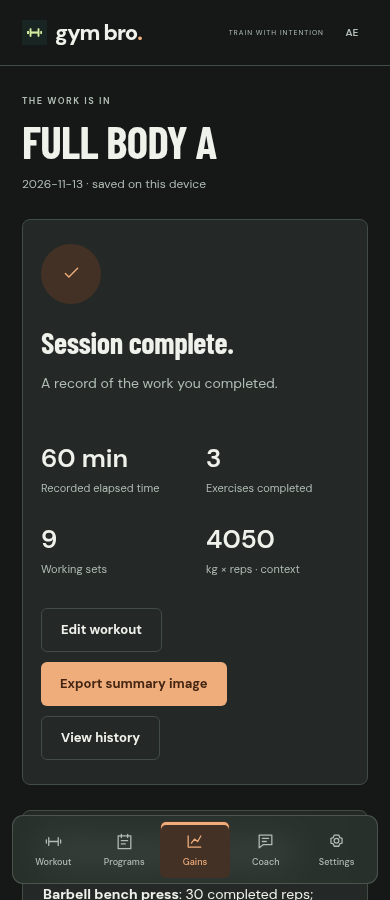 gym bro.
TRAIN WITH INTENTION
AE
THE WORK IS IN
FULL BODY A
2026-11-13 · saved on this device
Session complete.
A record of the work you completed.
60 min
Recorded elapsed time
3
Exercises completed
9
Working sets
4050
kg × reps · context
Edit workout
Export summary image
View history
Workout
Programs
Gains
Coach
Settings
Barbell bench press: 30 completed reps;